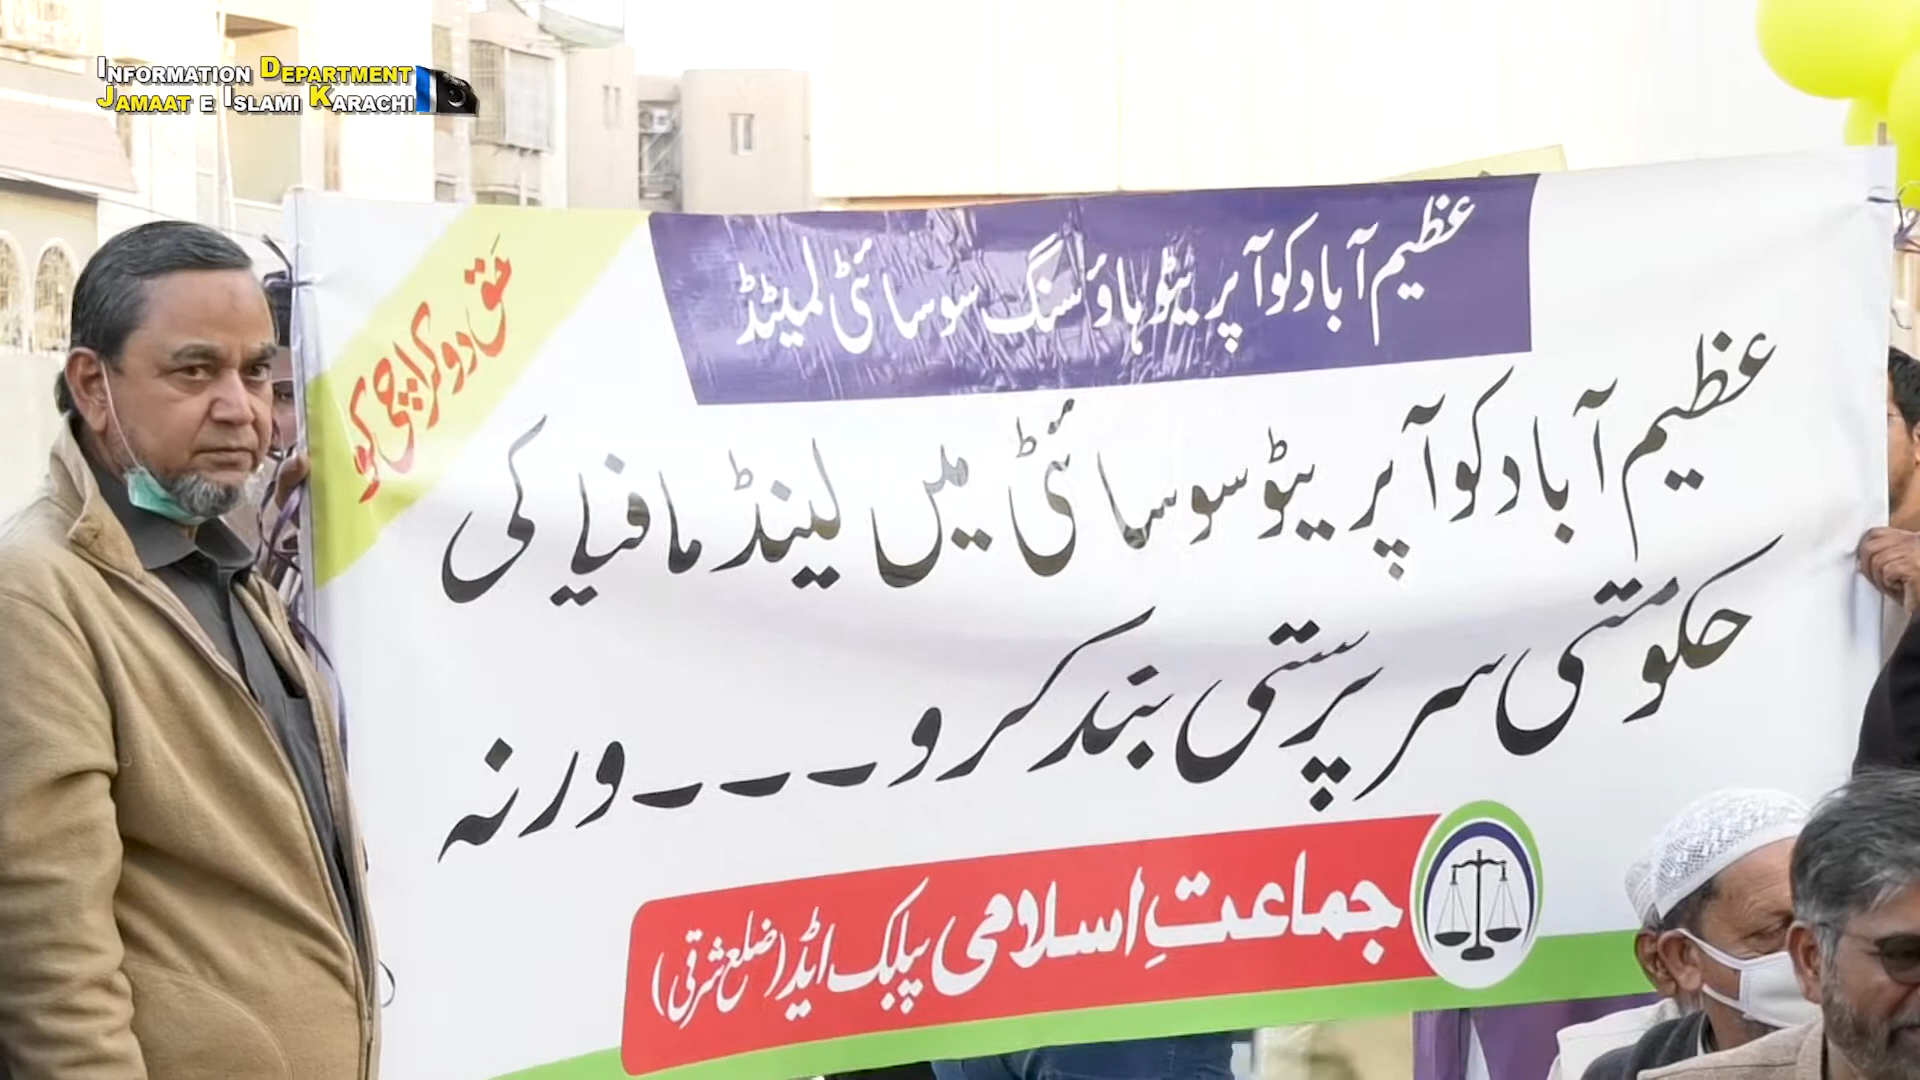 INFORMATION DEPARTMENT
JAMAAT E ISLAMI KARACHI
حق دو کراچی کو
عظیم آباد کوآپریٹو ہاؤسنگ سوسائٹی لمیٹڈ
عظیم آباد کوآپریٹو سوسائٹی میں لینڈ مافیا کی
حکومتی سرپرستی بند کرو۔۔۔ورنہ
جماعتِ اسلامی پبلک ایڈ (ضلع شرقی)